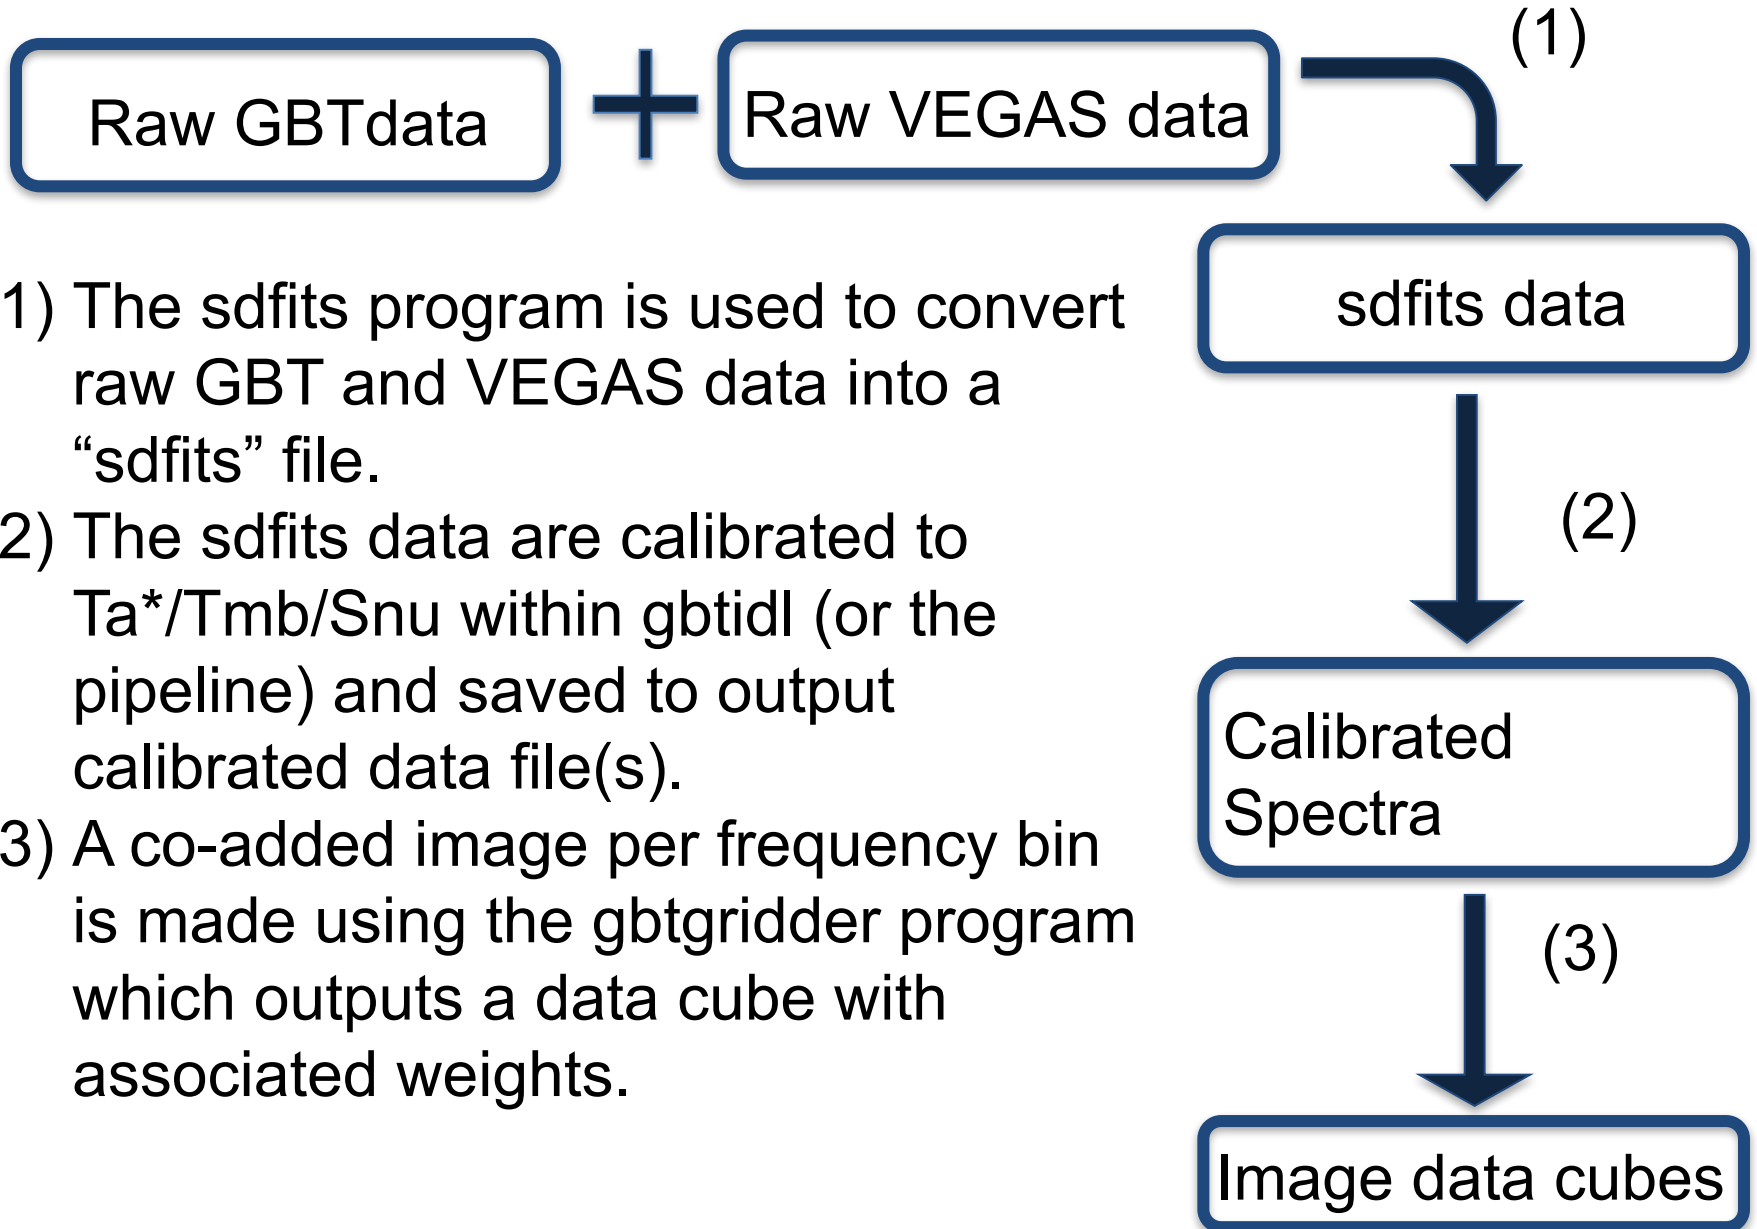 Raw GBTdata
Raw VEGAS data
(1)
sdfits data
1) The sdfits program is used to convert
raw GBT and VEGAS data into a
“sdfits” file.
2) The sdfits data are calibrated to
Ta*/Tmb/Snu within gbtidl (or the
pipeline) and saved to output
calibrated data file(s).
3) A co-added image per frequency bin
is made using the gbtgridder program
which outputs a data cube with
associated weights.
(2)
Calibrated
Spectra
(3)
Image data cubes